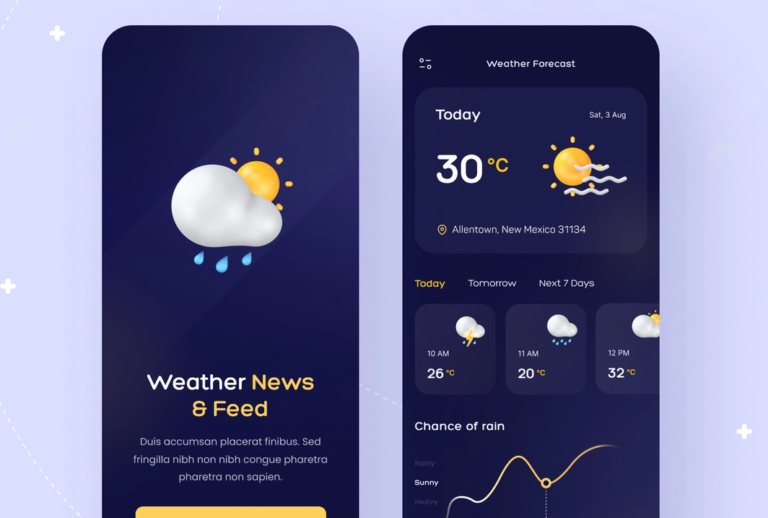 Weather News
& Feed
Duis accumsan placerat finibus. Sed
fringilla nibh non nibh congue pharetra
pharetra non sapien.
Weather Forecast
Today
Sat, 3 Aug
30 °C
Allentown, New Mexico 31134
Today Tomorrow Next 7 Days
10 AM
26 °C
11 AM
20 °C
12 PM
32 °C
Chance of rain
Rainy
Sunny
Heavy